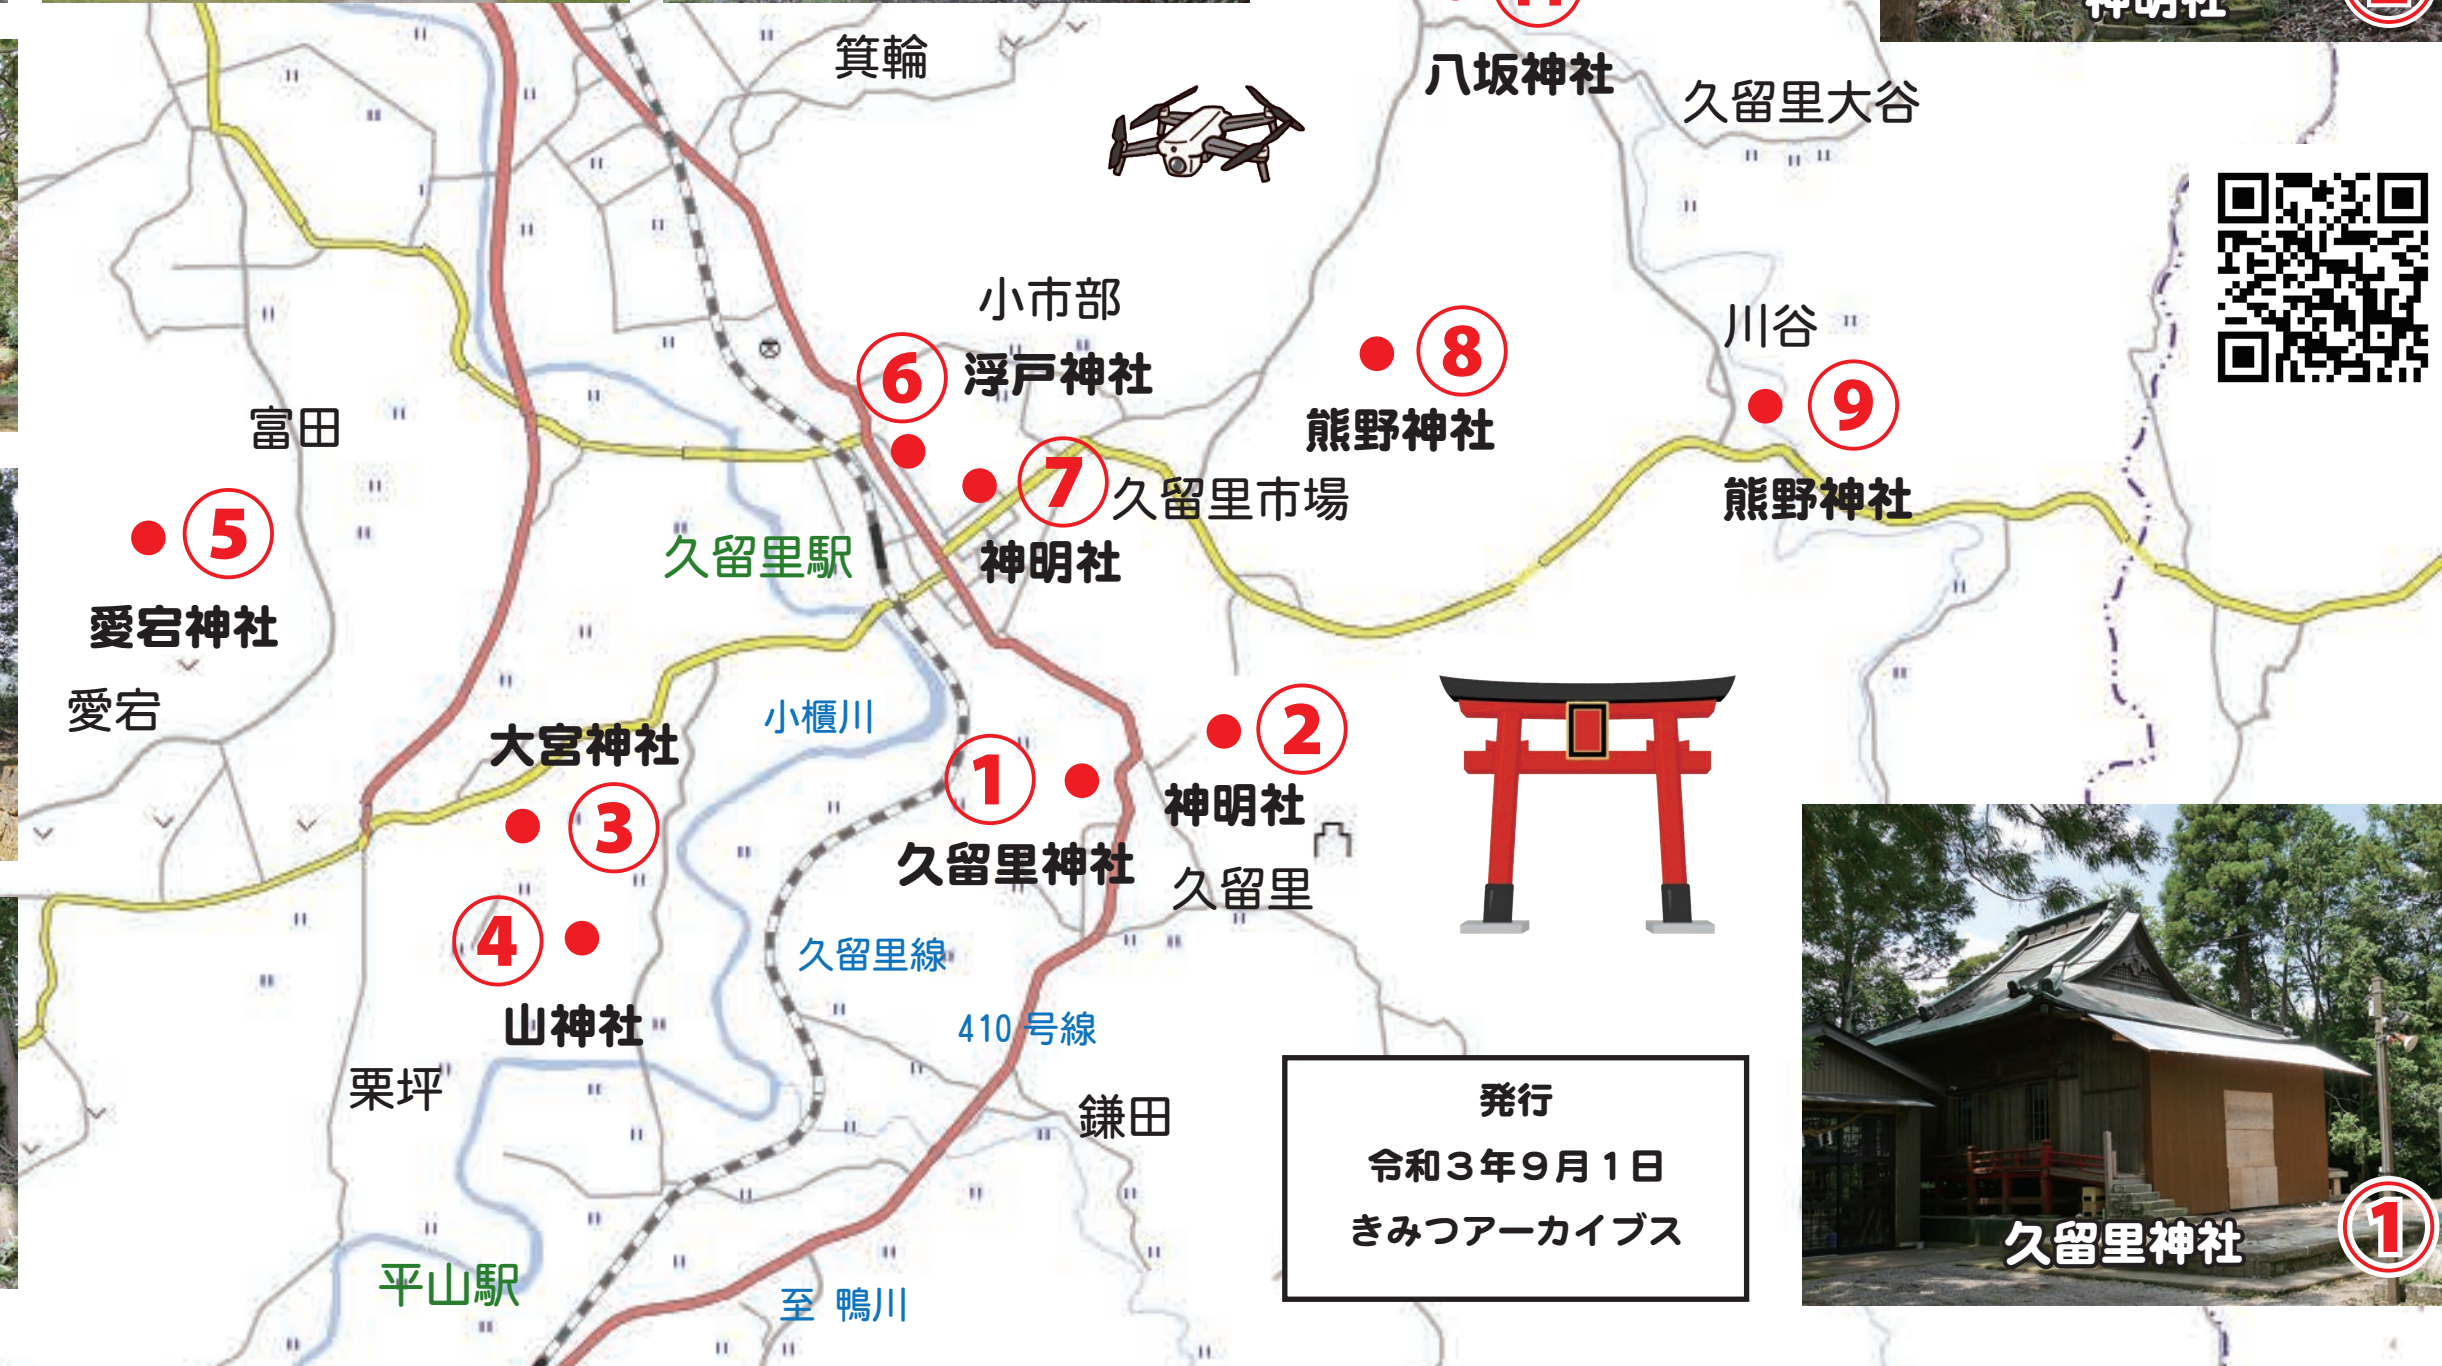 神明社
箕輪
八坂神社
久留里大谷
小市部
川谷
⑥ 浮戸神社
⑧
熊野神社
⑨
熊野神社
富田
⑦
久留里市場
神明社
久留里駅
⑤
愛宕神社
愛宕
大宮神社
③
小櫃川
①
久留里神社
②
神明社
久留里
④
山神社
久留里線
410 号線
栗坪
鎌田
平山駅
至 鴨川
発行
令和３年９月１日
きみつアーカイブス
久留里神社
①